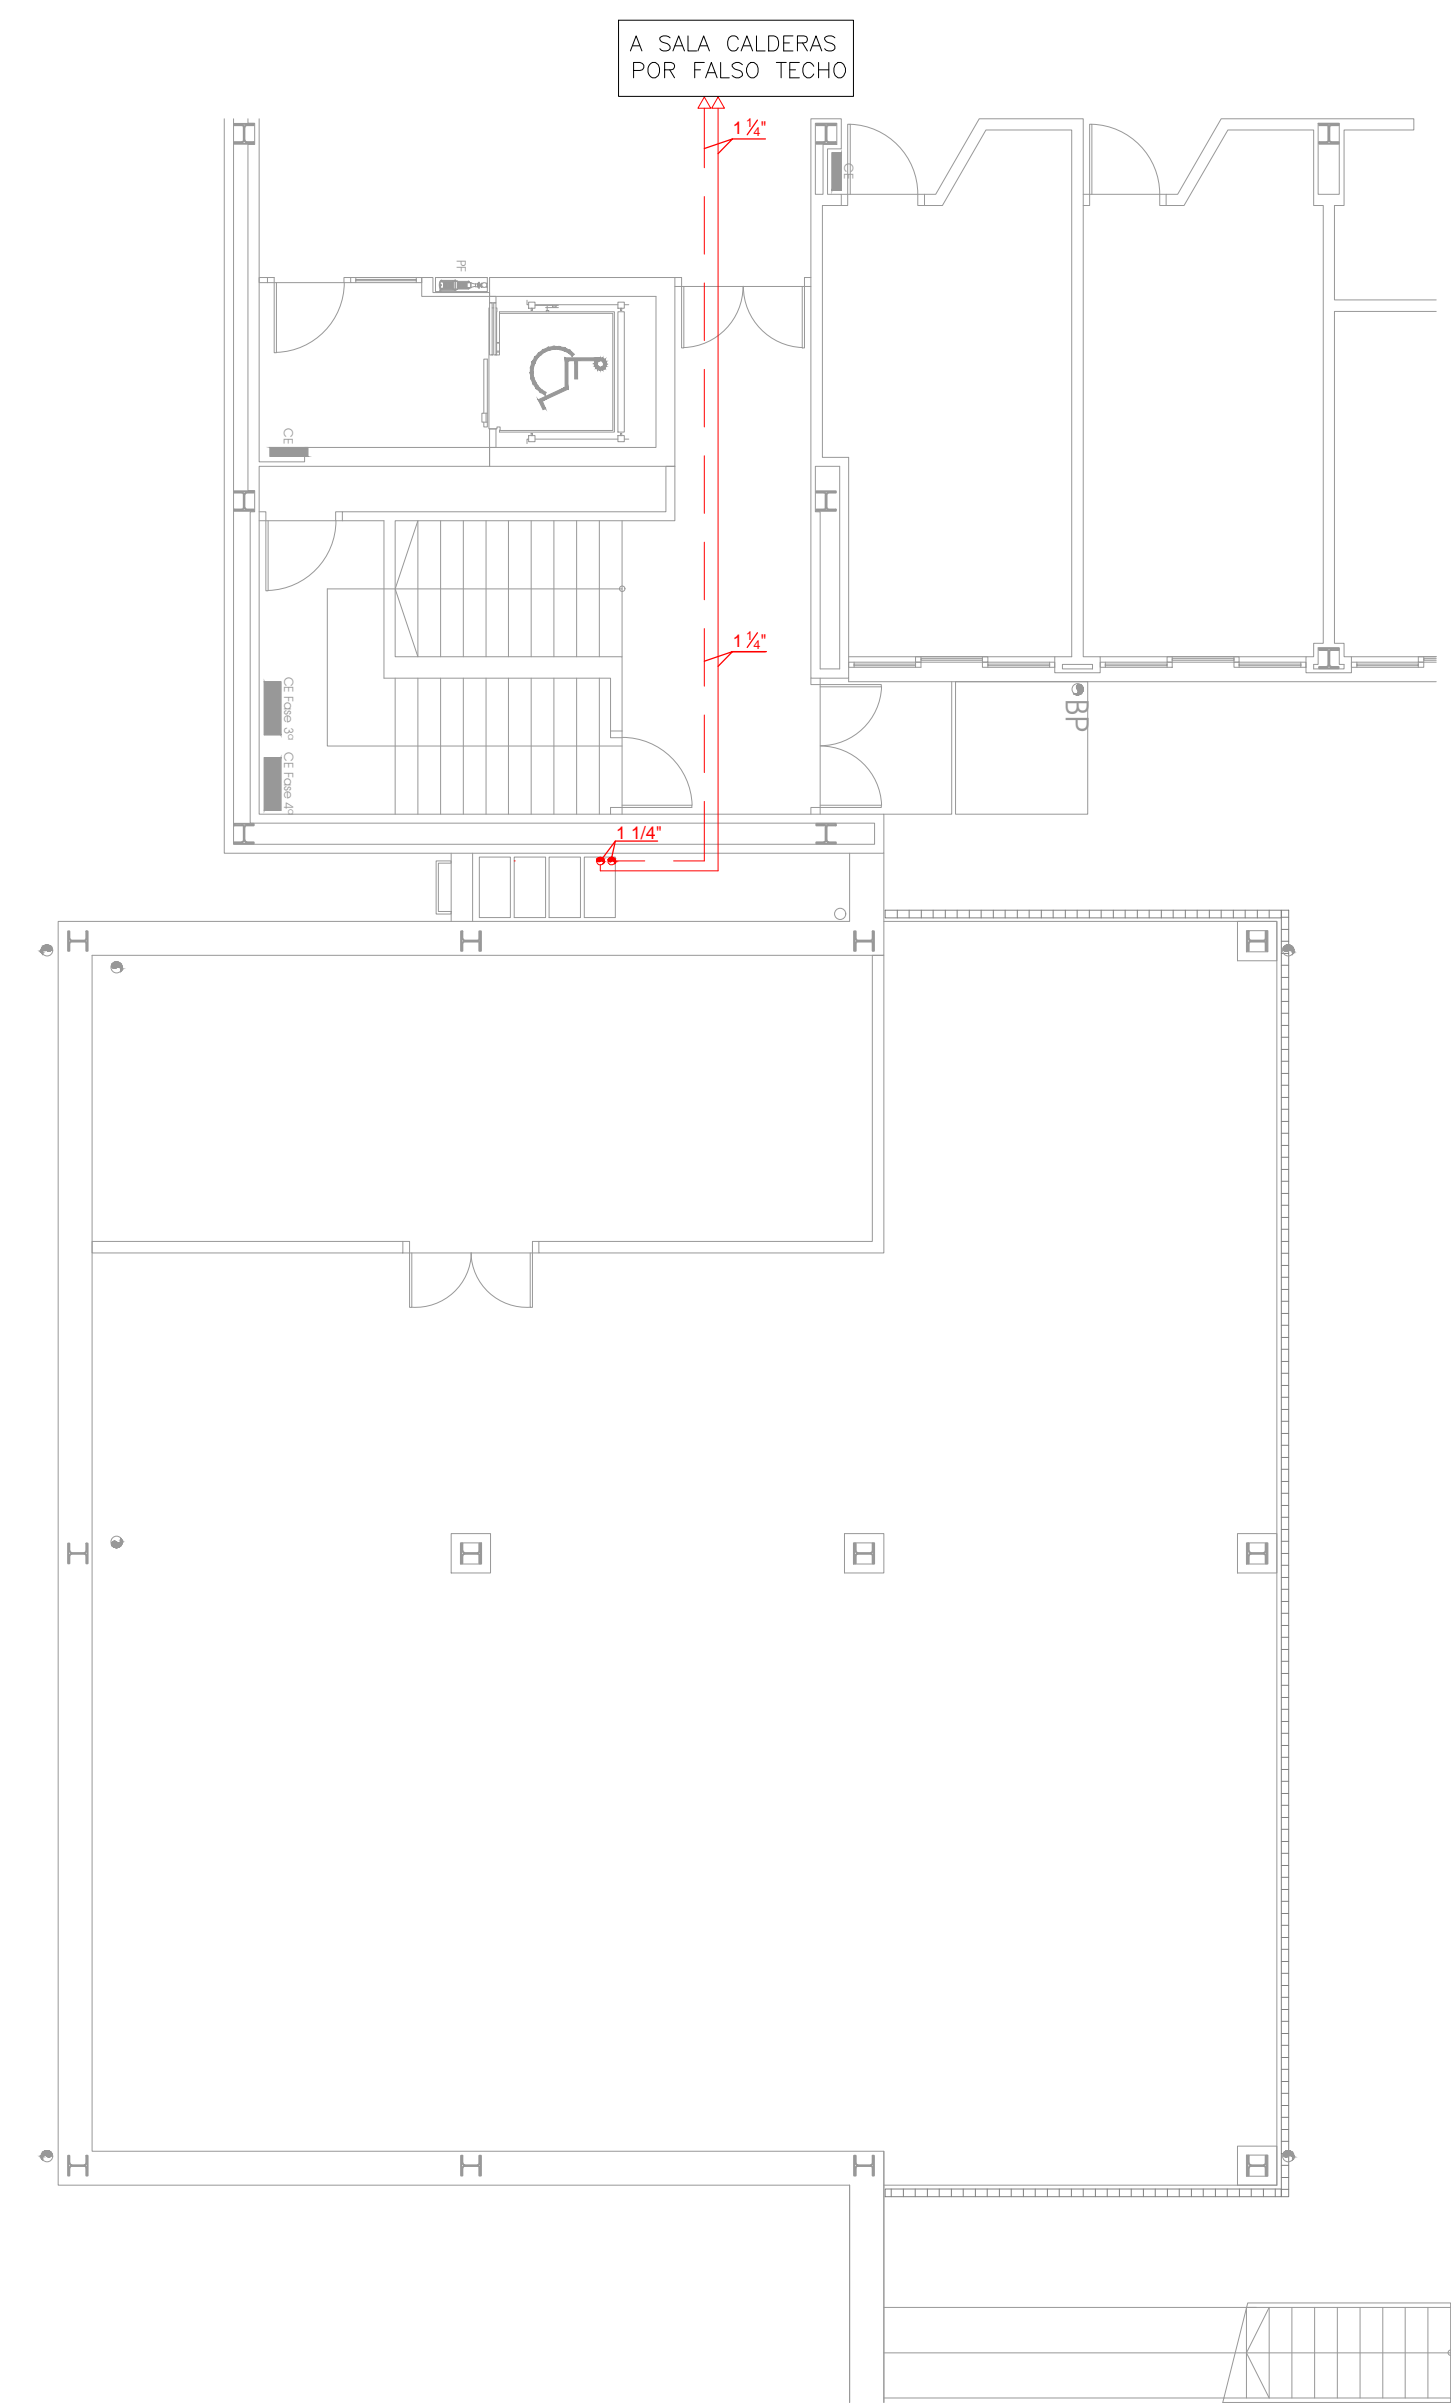 A SALA CALDERAS
POR FALSO TECHO
1 ¼"
CE
PF
CE
1 ¼"
CE Fase 3ª
BP
CE Fase 4ª
1 1/4"